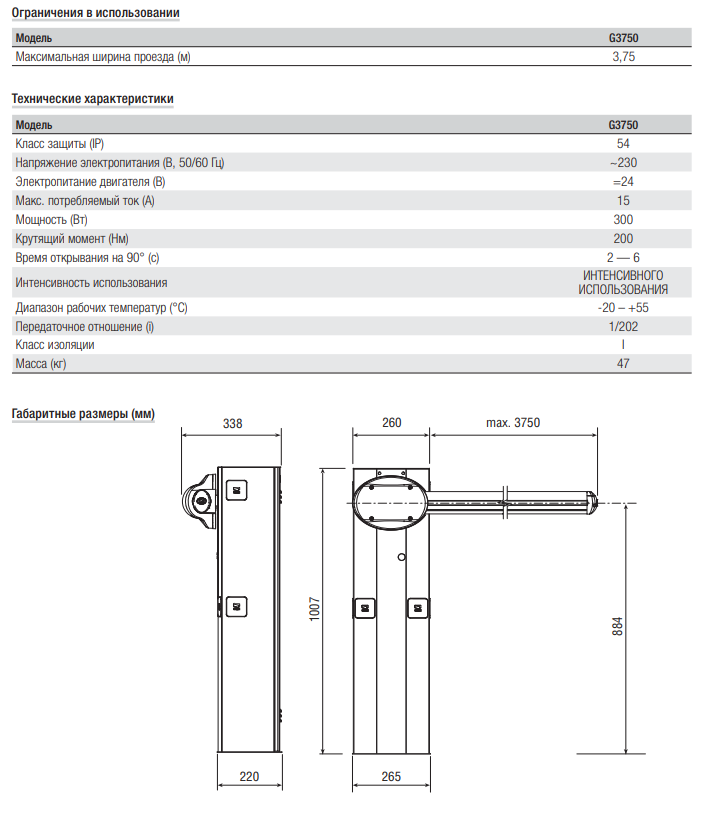 Ограничения в использовании
Модель G3750
Максимальная ширина проезда (м) 3,75
Технические характеристики
Модель G3750
Класс защиты (IP) 54
Напряжение электропитания (В, 50/60 Гц) ~230
Электропитание двигателя (В) =24
Макс. потребляемый ток (A) 15
Мощность (Вт) 300
Крутящий момент (Нм) 200
Время открывания на 90° (с) 2 — 6
Интенсивность использования ИНТЕНСИВНОГО
ИСПОЛЬЗОВАНИЯ
Диапазон рабочих температур (°C) -20 – +55
Передаточное отношение (i) 1/202
Класс изоляции I
Масса (кг) 47
Габаритные размеры (мм)
338
260
max. 3750
1007
884
220
265